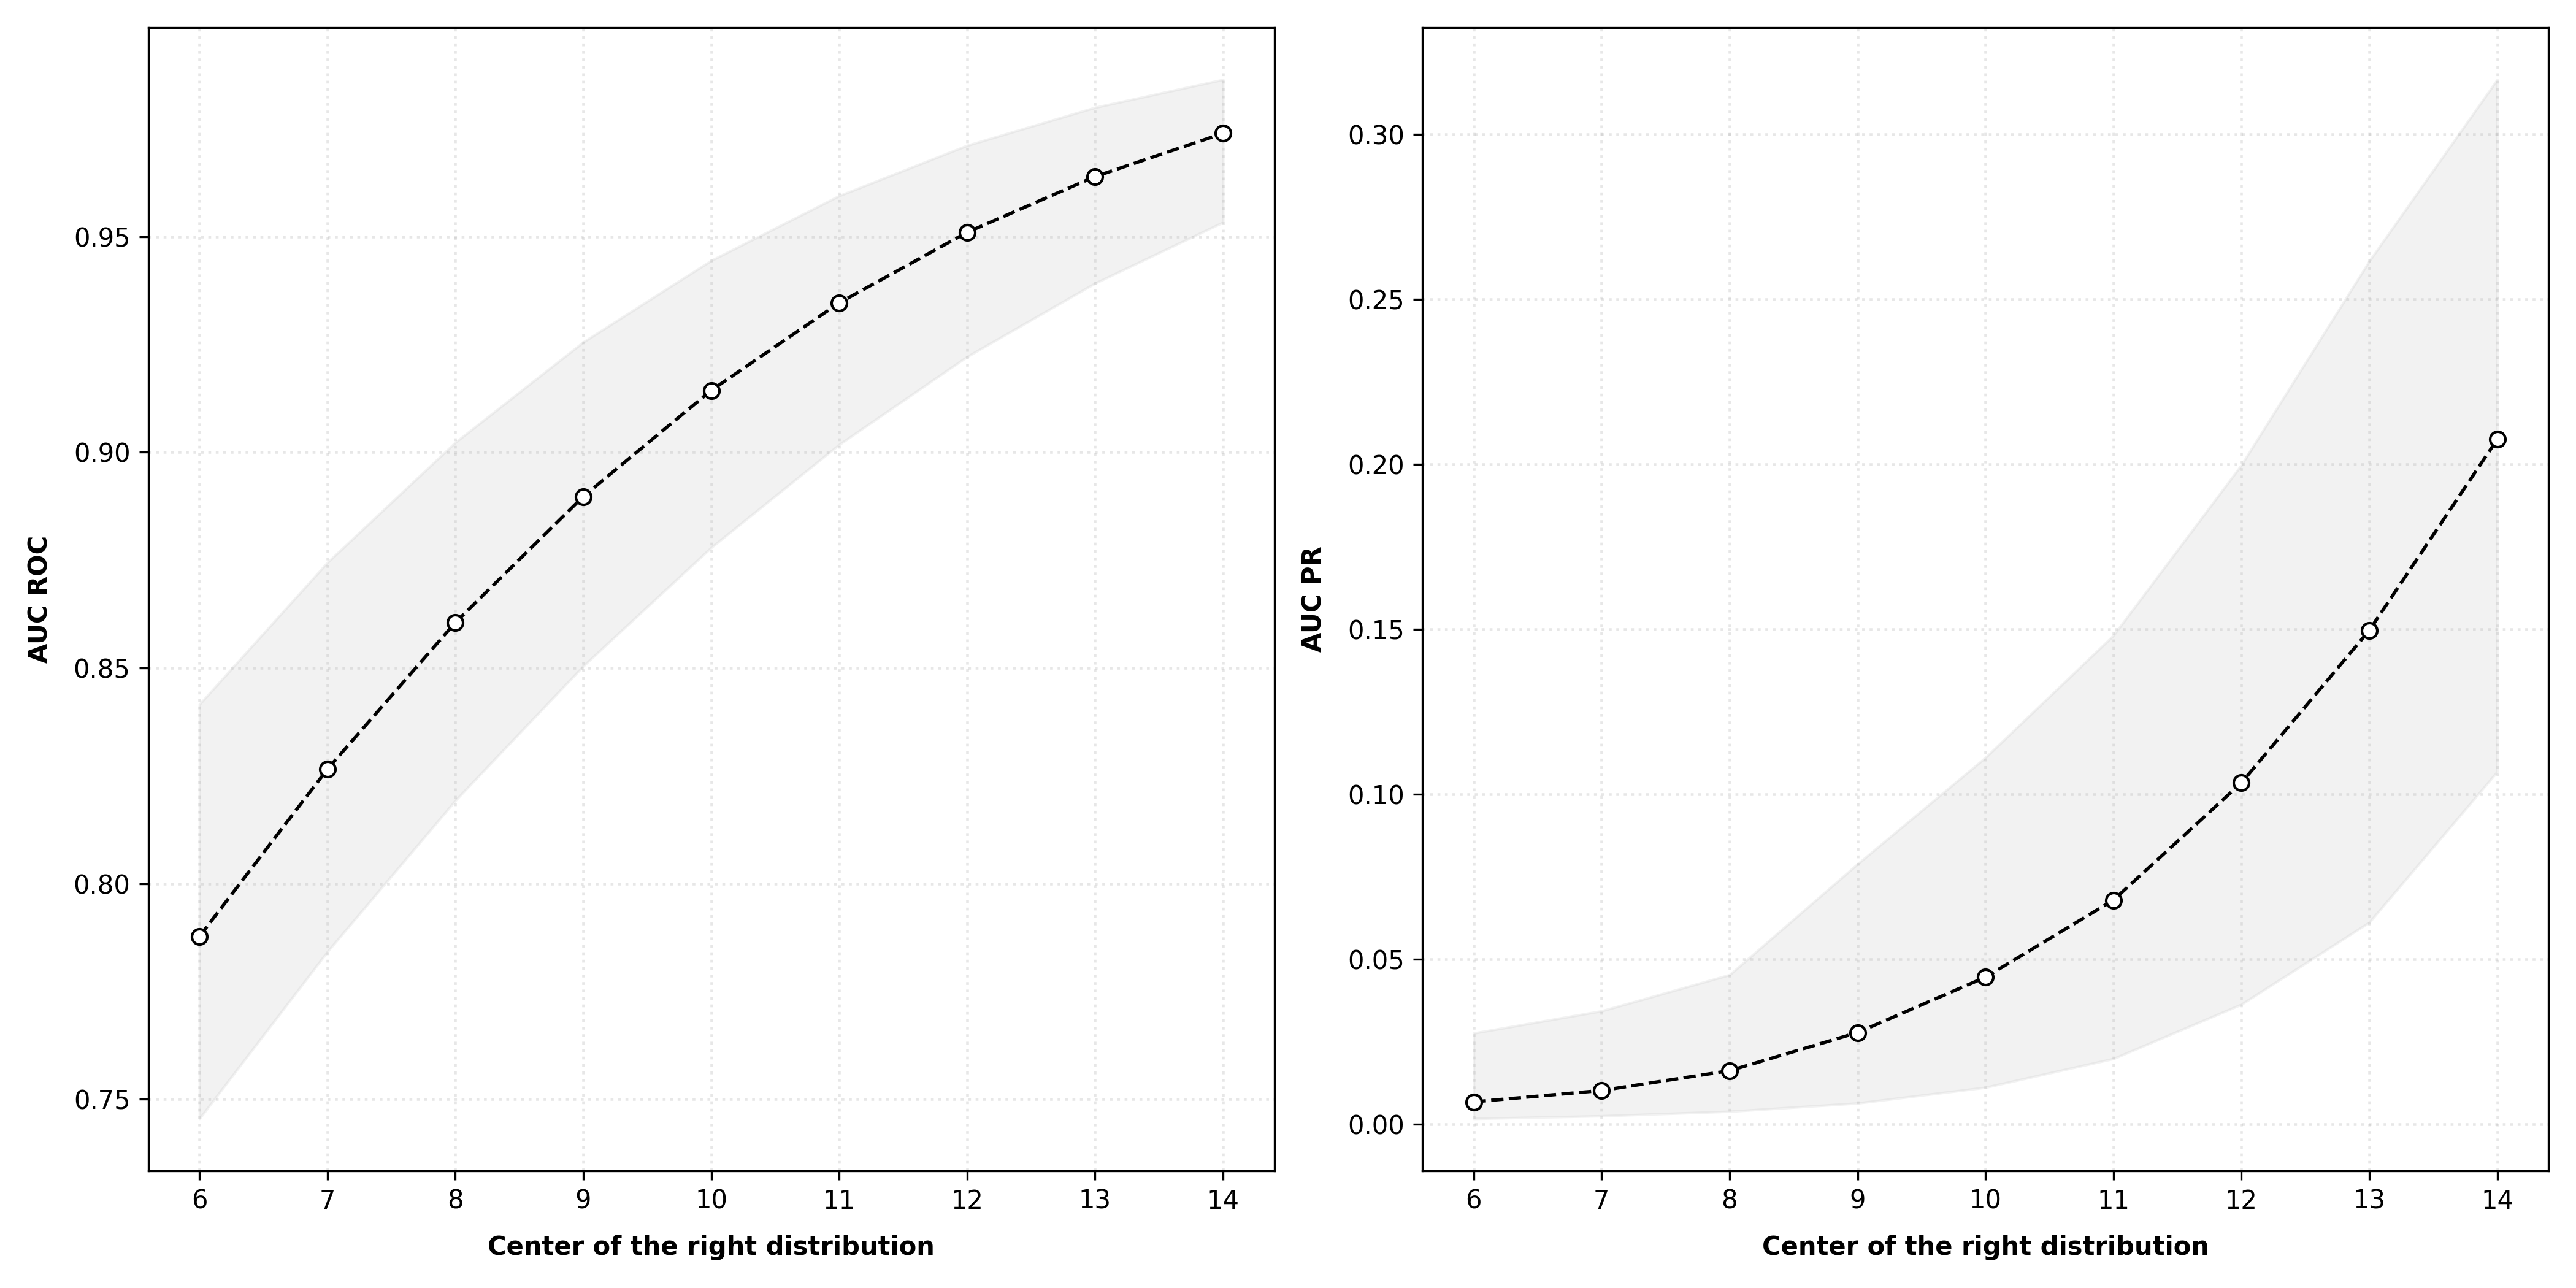 AUC ROC
0.95
0.90
0.85
0.80
0.75
6 7 8 9 10 11 12 13 14
Center of the right distribution
AUC PR
0.30
0.25
0.20
0.15
0.10
0.05
0.00
6 7 8 9 10 11 12 13 14
Center of the right distribution